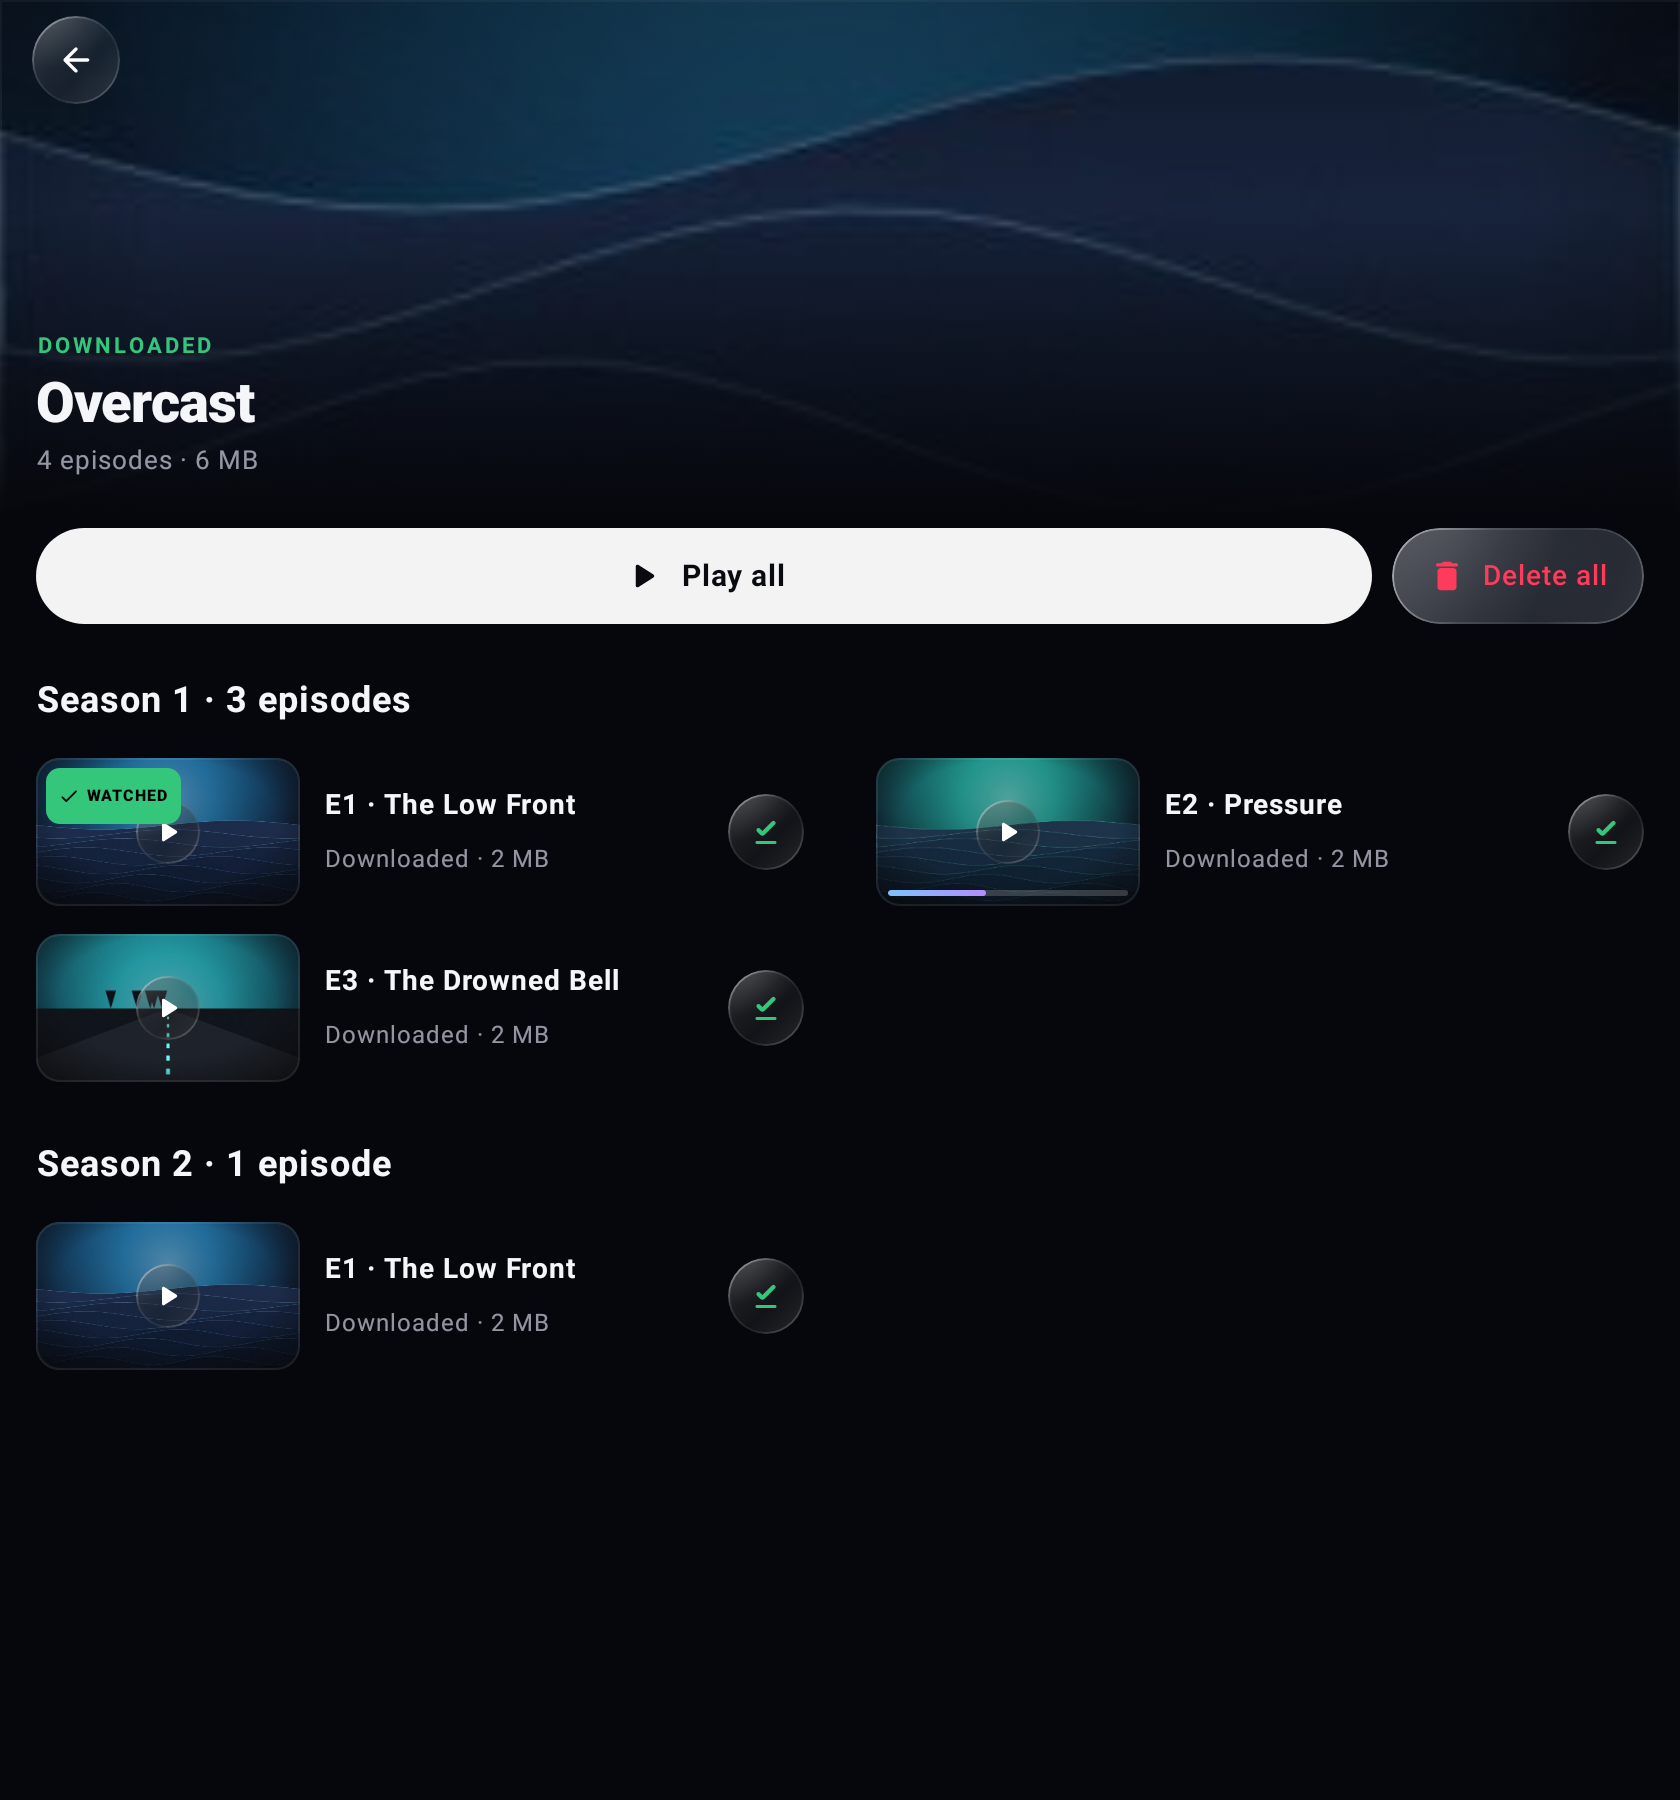 DOWNLOADED
Overcast
4 episodes · 6 MB
Play all
Delete all
Season 1 · 3 episodes
WATCHED
E1 · The Low Front
Downloaded · 2 MB
E2 · Pressure
Downloaded · 2 MB
E3 · The Drowned Bell
Downloaded · 2 MB
Season 2 · 1 episode
E1 · The Low Front
Downloaded · 2 MB